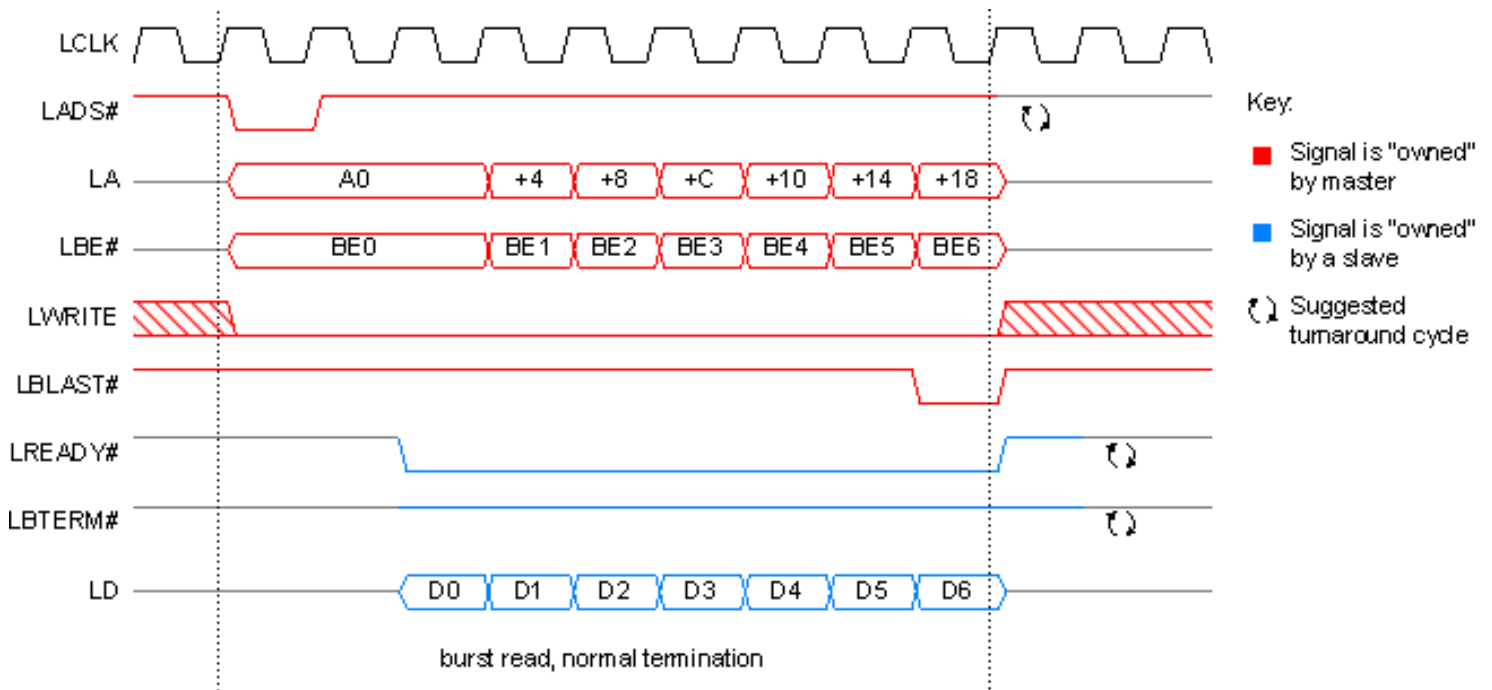 LCLK
LADS#
LA A0 +4 +8 +C +10 +14 +18
LBE# BE0 BE1 BE2 BE3 BE4 BE5 BE6
LWRITE
LBLAST#
LREADY#
LBTERM#
LD D0 D1 D2 D3 D4 D5 D6
burst read, normal termination
Key:
Signal is "owned"
by master
Signal is "owned"
by a slave
Suggested
turnaround cycle